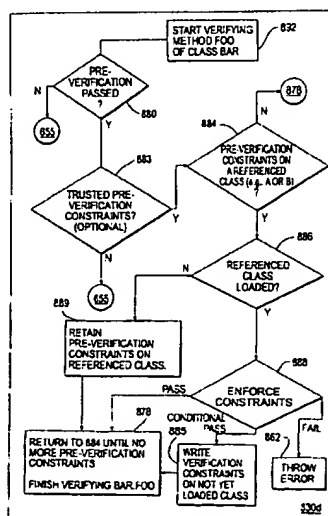 START VERIFYING
METHOD FOO
OF CLASS BAR
892
PRE-
VERIFICATION
PASSED
?
N
Y
880
855
878
N
884
883
PRE-VERIFICATION
CONSTRAINTS ON
A REFERENCED
CLASS (e.g., A OR B)
?
TRUSTED PRE-
VERIFICATION
CONSTRAINTS?
(OPTIONAL)
Y
Y
N
855
886
REFERENCED
CLASS
LOADED?
N
Y
889
RETAIN
PRE-VERIFICATION
CONSTRAINTS ON
REFERENCED CLASS.
888
ENFORCE
CONSTRAINTS
PASS
CONDITIONAL
PASS
FAIL
878
885
862
RETURN TO 884 UNTIL NO
MORE PRE-VERIFICATION
CONSTRAINTS
FINISH VERIFYING BAR.FOO
WRITE
VERIFICATION
CONSTRAINTS
ON NOT YET
LOADED CLASS
THROW
ERROR